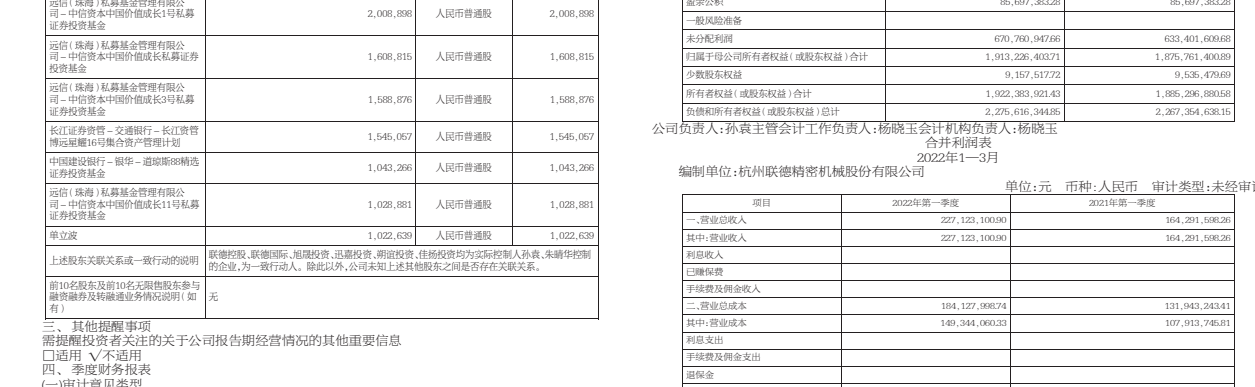 远信（珠海）私募基金管理有限公
司－中信资本中国价值成长1号私募
证券投资基金
2,008,898 人民币普通股 2,008,898
远信（珠海）私募基金管理有限公
司－中信资本中国价值成长私募证券
投资基金
1,608,815 人民币普通股 1,608,815
远信（珠海）私募基金管理有限公
司－中信资本中国价值成长3号私募
证券投资基金
1,588,876 人民币普通股 1,588,876
长江证券资管－交通银行－长江资管
博远星耀16号集合资产管理计划
1,545,057 人民币普通股 1,545,057
中国建设银行－银华－道琼斯88精选
证券投资基金
1,043,266 人民币普通股 1,043,266
远信（珠海）私募基金管理有限公
司－中信资本中国价值成长11号私募
证券投资基金
1,028,881 人民币普通股 1,028,881
单立波 1,022,639 人民币普通股 1,022,639
上述股东关联关系或一致行动的说明
联德控股、联德国际、旭晟投资、迅嘉投资、朔谊投资、佳扬投资均为实际控制人孙袁、朱晴华控制
的企业，为一致行动人。除此以外，公司未知上述其他股东之间是否存在关联关系。
前10名股东及前10名无限售股东参与
融资融券及转融通业务情况说明（如
有）
无
三、其他提醒事项
需提醒投资者关注的关于公司报告期经营情况的其他重要信息
□适用 √不适用
四、季度财务报表
(一)审计意见类型
盈余公积 85,697,383.28 85,697,383.28
一般风险准备
未分配利润 670,760,947.66 633,401,609.68
归属于母公司所有者权益（或股东权益）合计 1,913,226,403.71 1,875,761,400.89
少数股东权益 9,157,517.72 9,535,479.69
所有者权益（或股东权益）合计 1,922,383,921.43 1,885,296,880.58
负债和所有者权益（或股东权益）总计 2,275,616,344.85 2,267,354,638.15
公司负责人：孙袁主管会计工作负责人：杨晓玉会计机构负责人：杨晓玉
合并利润表
2022年1—3月
编制单位：杭州联德精密机械股份有限公司
单位：元 币种：人民币 审计类型：未经审计
项目 2022年第一季度 2021年第一季度
一、营业总收入 227,123,100.90 164,291,598.26
其中：营业收入 227,123,100.90 164,291,598.26
利息收入
已赚保费
手续费及佣金收入
二、营业总成本 184,127,998.74 131,943,243.41
其中：营业成本 149,344,060.33 107,913,745.81
利息支出
手续费及佣金支出
退保金